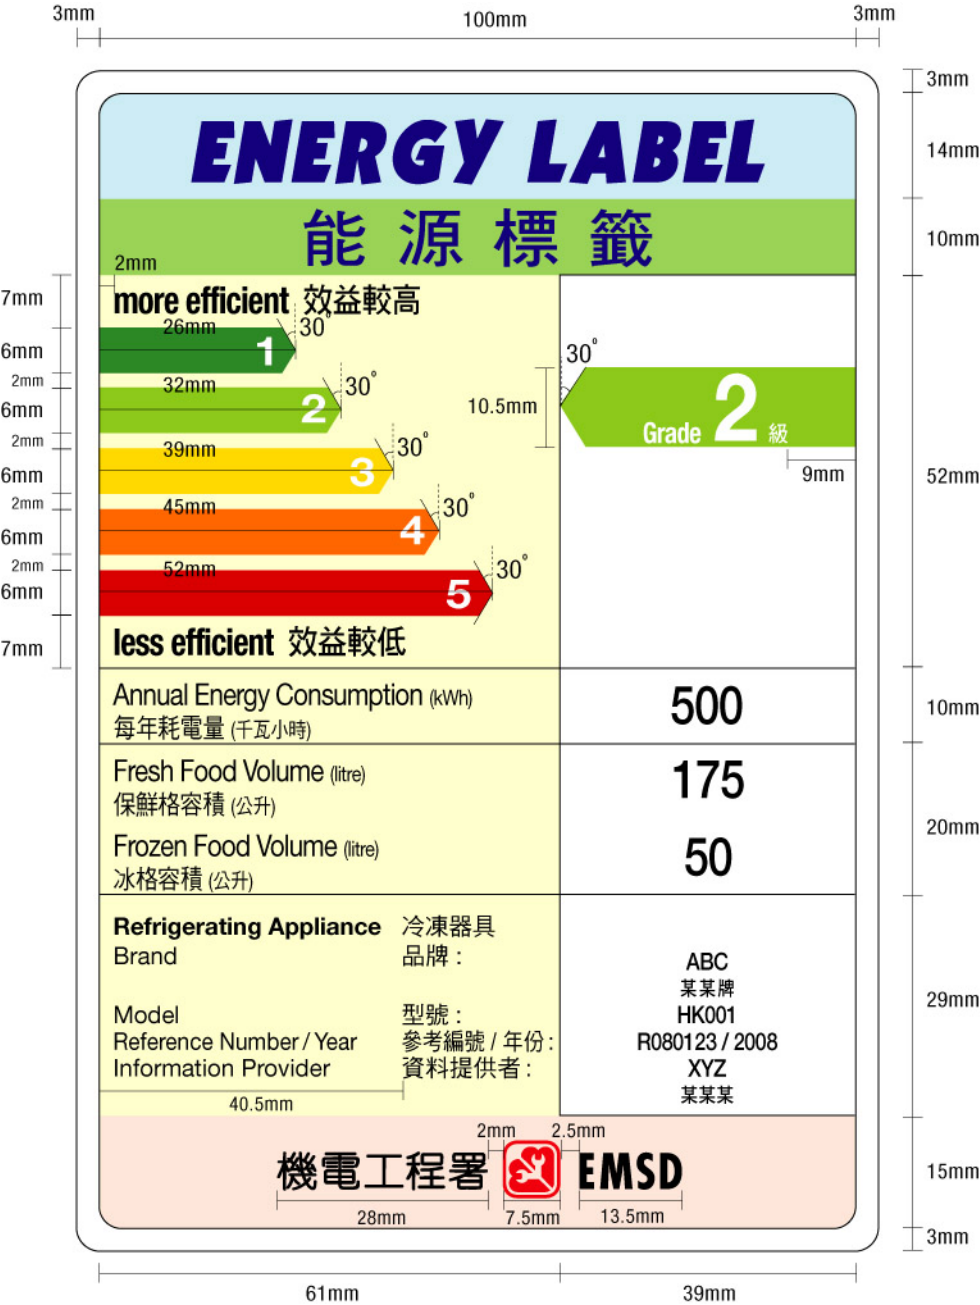 3mm
100mm
3mm
3mm
ENERGY LABEL
14mm
能源標籤
10mm
2mm
7mm
more efficient 效益較高
26mm
30°
6mm
1
30°
2mm
32mm
30°
10.5mm
6mm
2
Grade 2 級
2mm
39mm
30°
9mm
6mm
3
52mm
2mm
45mm
30°
6mm
4
2mm
52mm
30°
6mm
5
7mm
less efficient 效益較低
Annual Energy Consumption (kWh)
500
10mm
每年耗電量 (千瓦小時)
Fresh Food Volume (litre)
175
保鮮格容積 (公升)
20mm
Frozen Food Volume (litre)
50
冰格容積 (公升)
Refrigerating Appliance 冷凍器具
Brand 品牌 :
ABC
某某牌
29mm
Model 型號 :
HK001
Reference Number / Year 參考編號 / 年份 :
R080123 / 2008
Information Provider 資料提供者 :
XYZ
某某某
40.5mm
2mm
2.5mm
機電工程署 EMSD
15mm
28mm
7.5mm
13.5mm
3mm
61mm
39mm